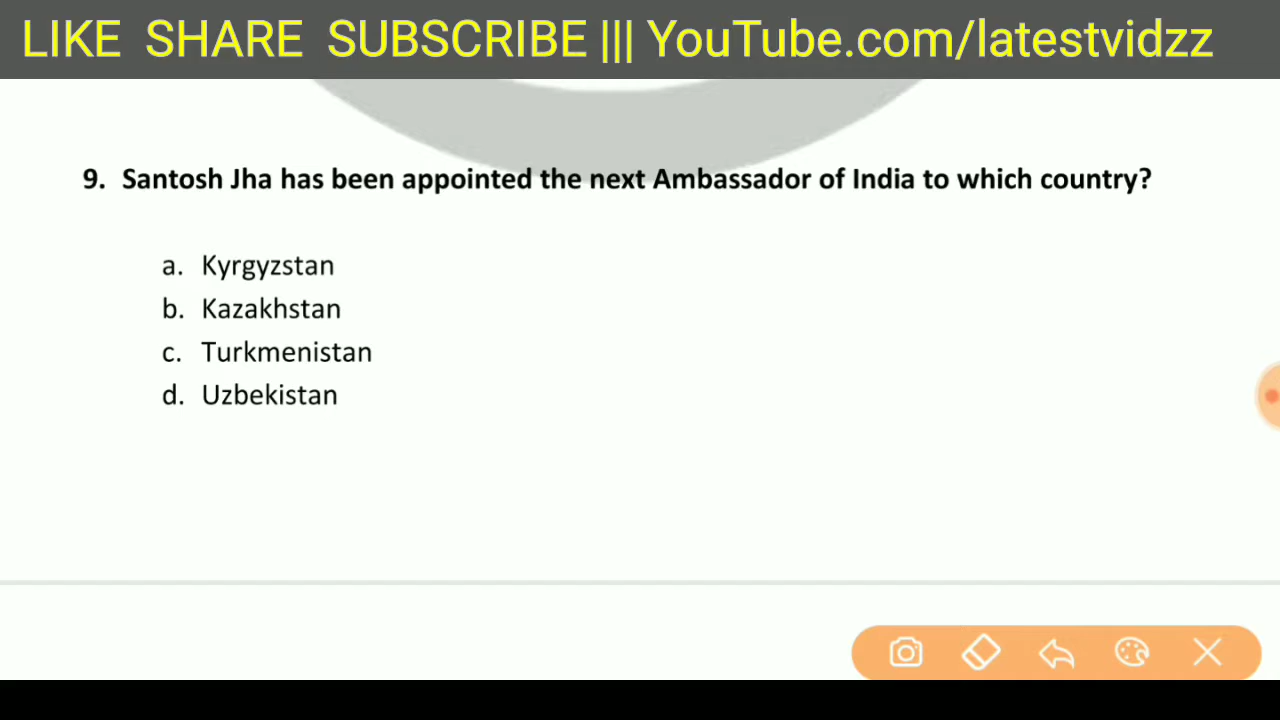 LIKE SHARE SUBSCRIBE ||| YouTube.com/latestvidzz
9. Santosh Jha has been appointed the next Ambassador of India to which country?
a. Kyrgyzstan
b. Kazakhstan
c. Turkmenistan
d. Uzbekistan